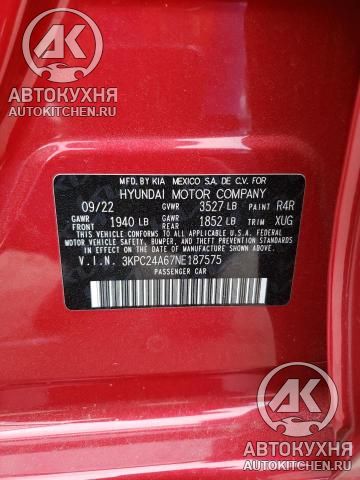 АК
АВТОКУХНЯ
AUTOKITCHEN.RU
MFD. BY KIA MEXICO S.A. DE C.V. FOR
HYUNDAI MOTOR COMPANY
09/22 GVWR 3527 LB PAINT R4R
GAWR FRONT 1940 LB GAWR REAR 1852 LB TRIM XUG
THIS VEHICLE CONFORMS TO ALL APPLICABLE U.S.A. FEDERAL
MOTOR VEHICLE SAFETY, BUMPER, AND THEFT PREVENTION
STANDARDS IN EFFECT ON THE DATE OF MANUFACTURE
SHOWN ABOVE.
V.I.N. 3KPC24A67NE187575
PASSENGER CAR
АК
АВТОКУХНЯ
AUTOKITCHEN.RU